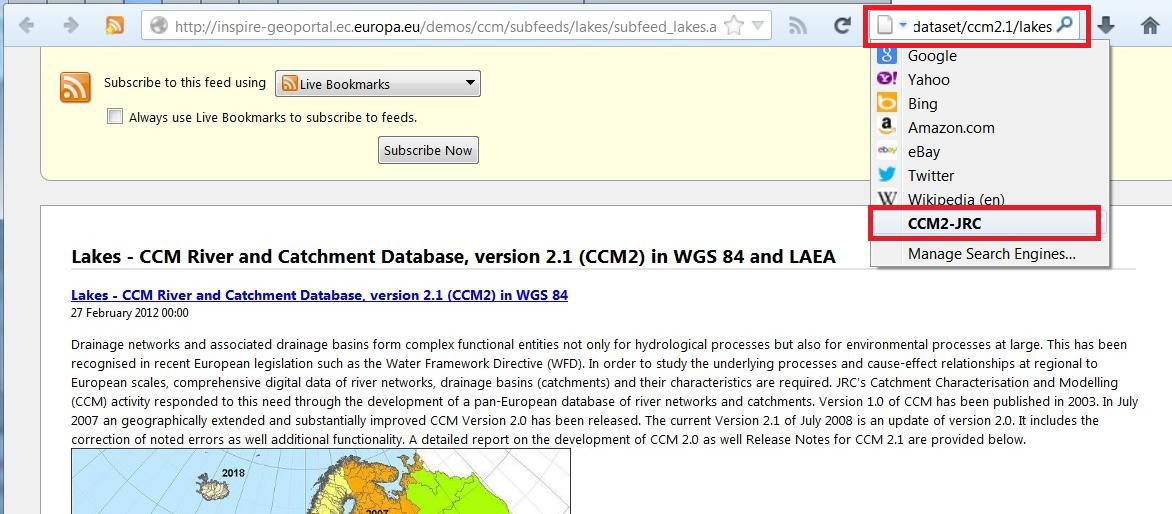 http://inspire-geoportal.ec.europa.eu/demos/ccm/subfeeds/lakes/subfeed_lakes.a
dataset/ccm2.1/lakes
Google
Yahoo
Bing
Amazon.com
eBay
Twitter
Wikipedia (en)
CCM2-JRC
Manage Search Engines...
Subscribe to this feed using
Live Bookmarks
Always use Live Bookmarks to subscribe to feeds.
Subscribe Now
Lakes - CCM River and Catchment Database, version 2.1 (CCM2) in WGS 84 and LAEA
Lakes - CCM River and Catchment Database, version 2.1 (CCM2) in WGS 84
27 February 2012 00:00
Drainage networks and associated drainage basins form complex functional entities not only for hydrological processes but also for environmental processes at large. This has been
recognised in recent European legislation such as the Water Framework Directive (WFD). In order to study the underlying processes and cause-effect relationships at regional to
European scales, comprehensive digital data of river networks, drainage basins (catchments) and their characteristics are required. JRC's Catchment Characterisation and Modelling
(CCM) activity responded to this need through the development of a pan-European database of river networks and catchments. Version 1.0 of CCM has been published in 2003. In July
2007 an geographically extended and substantially improved CCM Version 2.0 has been released. The current Version 2.1 of July 2008 is an update of version 2.0. It includes the
correction of noted errors as well additional functionality. A detailed report on the development of CCM 2.0 as well Release Notes for CCM 2.1 are provided below.
2018
2007